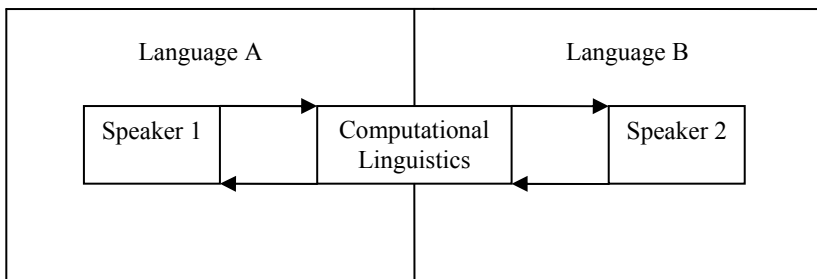 Language A
Language B
Speaker 1
Computational
Linguistics
Speaker 2